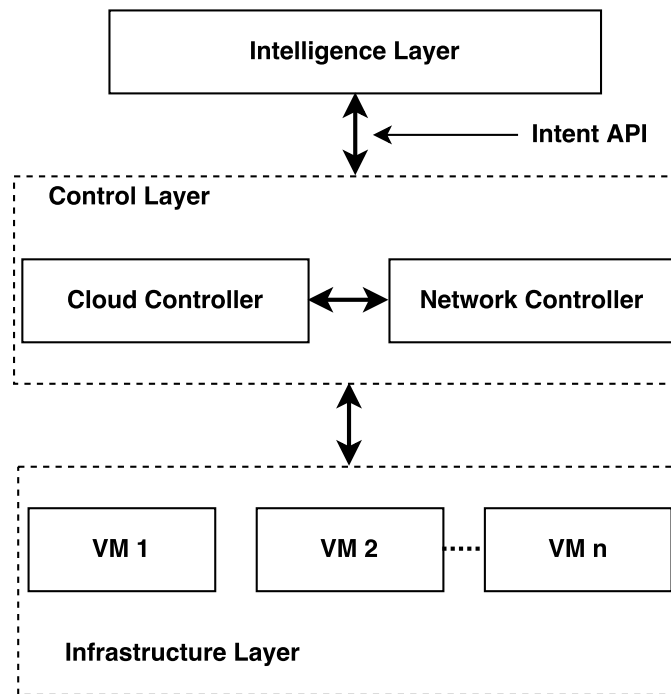 Intelligence Layer
Intent API
Control Layer
Cloud Controller
Network Controller
VM 1
VM 2
VM n
Infrastructure Layer